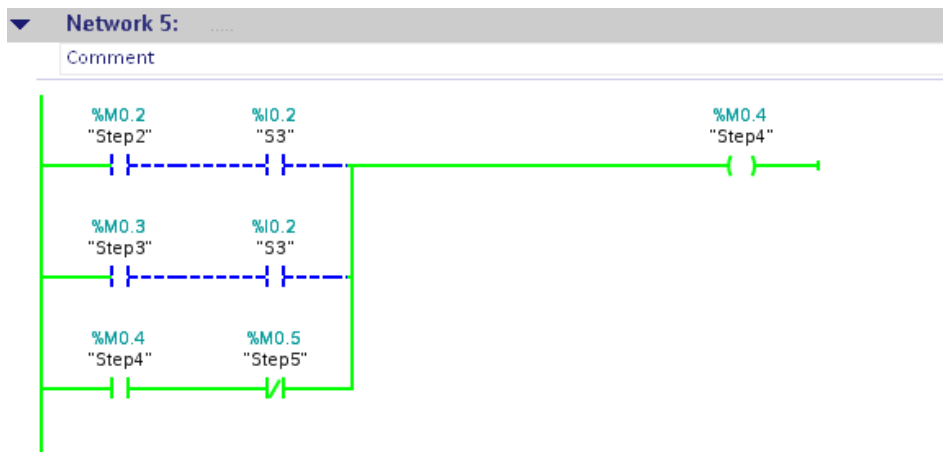 Network 5: .....
Comment
%M0.2 %I0.2 %M0.4
"Step2" "S3" "Step4"
%M0.3 %I0.2
"Step3" "S3"
%M0.4 %M0.5
"Step4" "Step5"